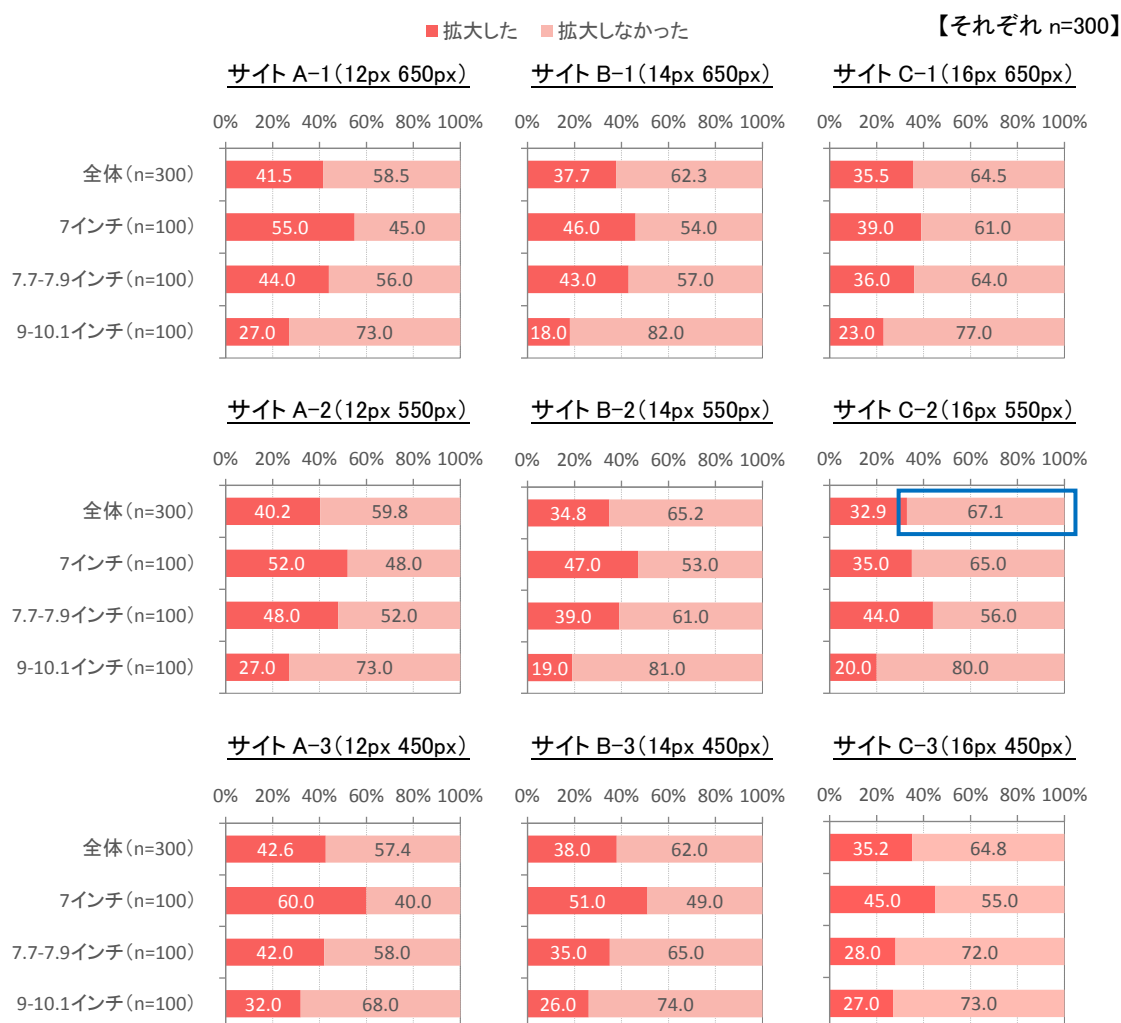 拡大した 拡大しなかった
【それぞれ n=300】
サイト A-1(12px 650px) サイト B-1(14px 650px) サイト C-1(16px 650px)
0% 20% 40% 60% 80% 100% 0% 20% 40% 60% 80% 100% 0% 20% 40% 60% 80% 100%
全体(n=300) 41.5 58.5 37.7 62.3 35.5 64.5
7インチ(n=100) 55.0 45.0 46.0 54.0 39.0 61.0
7.7-7.9インチ(n=100) 44.0 56.0 43.0 57.0 36.0 64.0
9-10.1インチ(n=100) 27.0 73.0 18.0 82.0 23.0 77.0
サイト A-2(12px 550px) サイト B-2(14px 550px) サイト C-2(16px 550px)
0% 20% 40% 60% 80% 100% 0% 20% 40% 60% 80% 100% 0% 20% 40% 60% 80% 100%
全体(n=300) 40.2 59.8 34.8 65.2 32.9 67.1
7インチ(n=100) 52.0 48.0 47.0 53.0 35.0 65.0
7.7-7.9インチ(n=100) 48.0 52.0 39.0 61.0 44.0 56.0
9-10.1インチ(n=100) 27.0 73.0 19.0 81.0 20.0 80.0
サイト A-3(12px 450px) サイト B-3(14px 450px) サイト C-3(16px 450px)
0% 20% 40% 60% 80% 100% 0% 20% 40% 60% 80% 100% 0% 20% 40% 60% 80% 100%
全体(n=300) 42.6 57.4 38.0 62.0 35.2 64.8
7インチ(n=100) 60.0 40.0 51.0 49.0 45.0 55.0
7.7-7.9インチ(n=100) 42.0 58.0 35.0 65.0 28.0 72.0
9-10.1インチ(n=100) 32.0 68.0 26.0 74.0 27.0 73.0